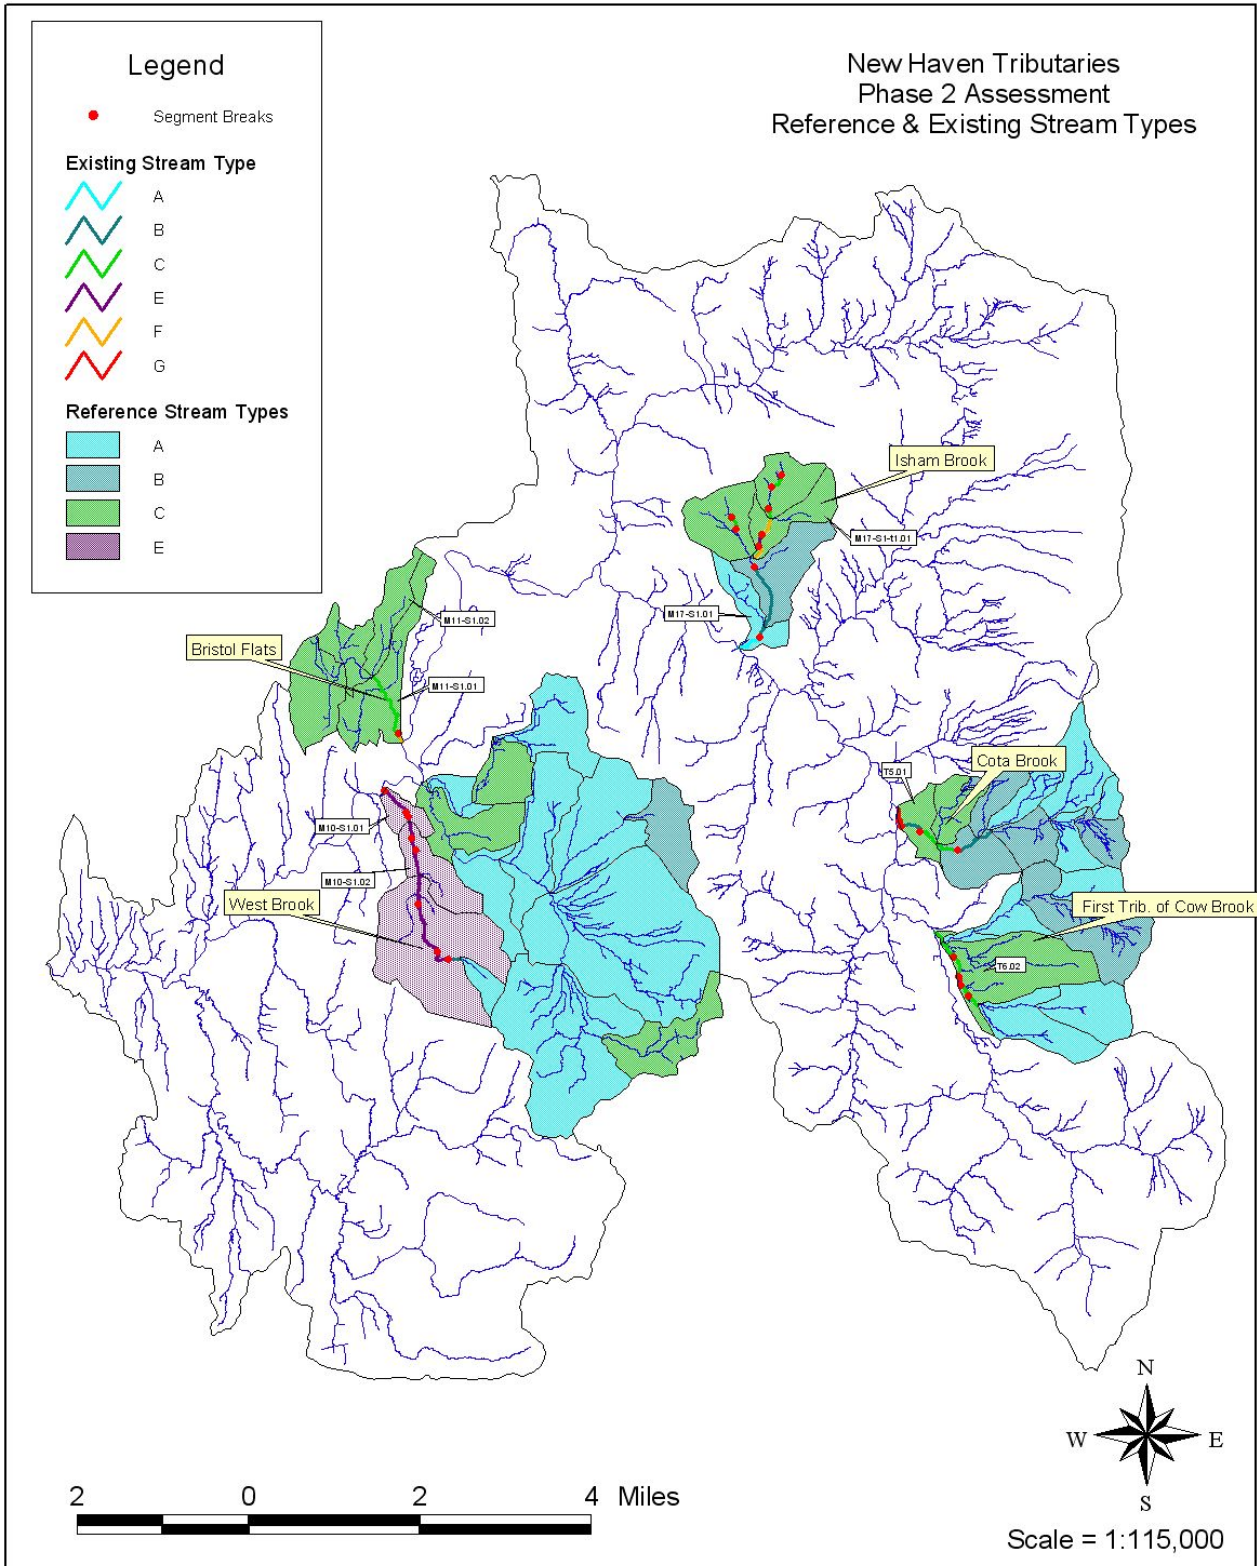 Legend
Segment Breaks
Existing Stream Type
A
B
C
E
F
G
Reference Stream Types
A
B
C
E
New Haven Tributaries
Phase 2 Assessment
Reference & Existing Stream Types
Isham Brook
M17-S1-t1.01
M17-S1.01
M11-S1.02
Bristol Flats
M11-S1.01
Cota Brook
T5.01
M10-S1.01
M10-S1.02
West Brook
First Trib. of Cow Brook
T6.02
N
W E
S
2 0 2 4 Miles
Scale = 1:115,000